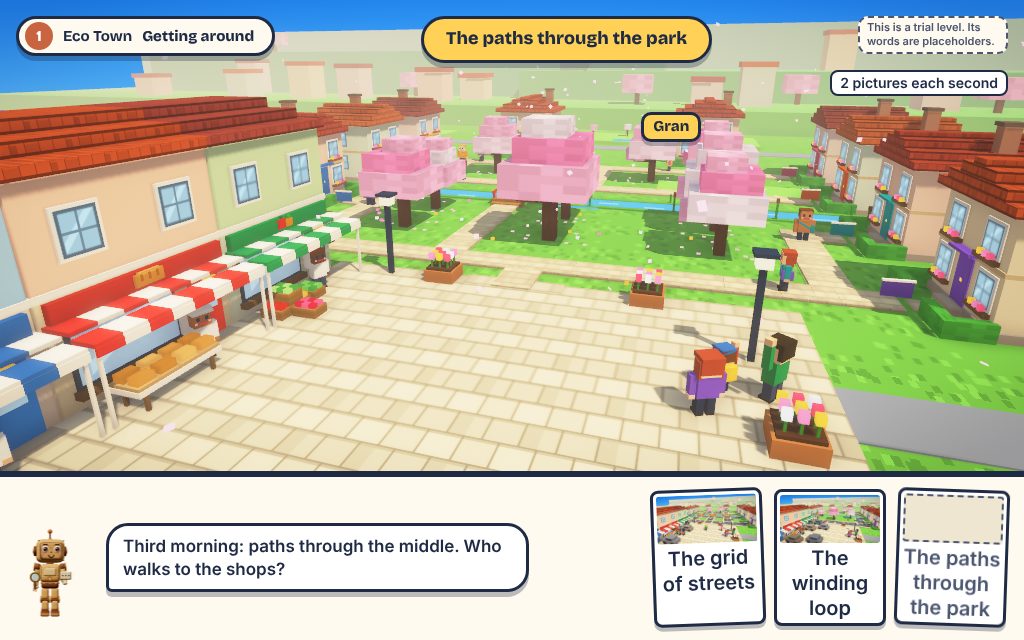 1 Eco Town Getting around
The paths through the park
This is a trial level. Its
words are placeholders.
2 pictures each second
Gran
Third morning: paths through the middle. Who
walks to the shops?
The grid
of streets
The
winding
loop
The paths
through
the park